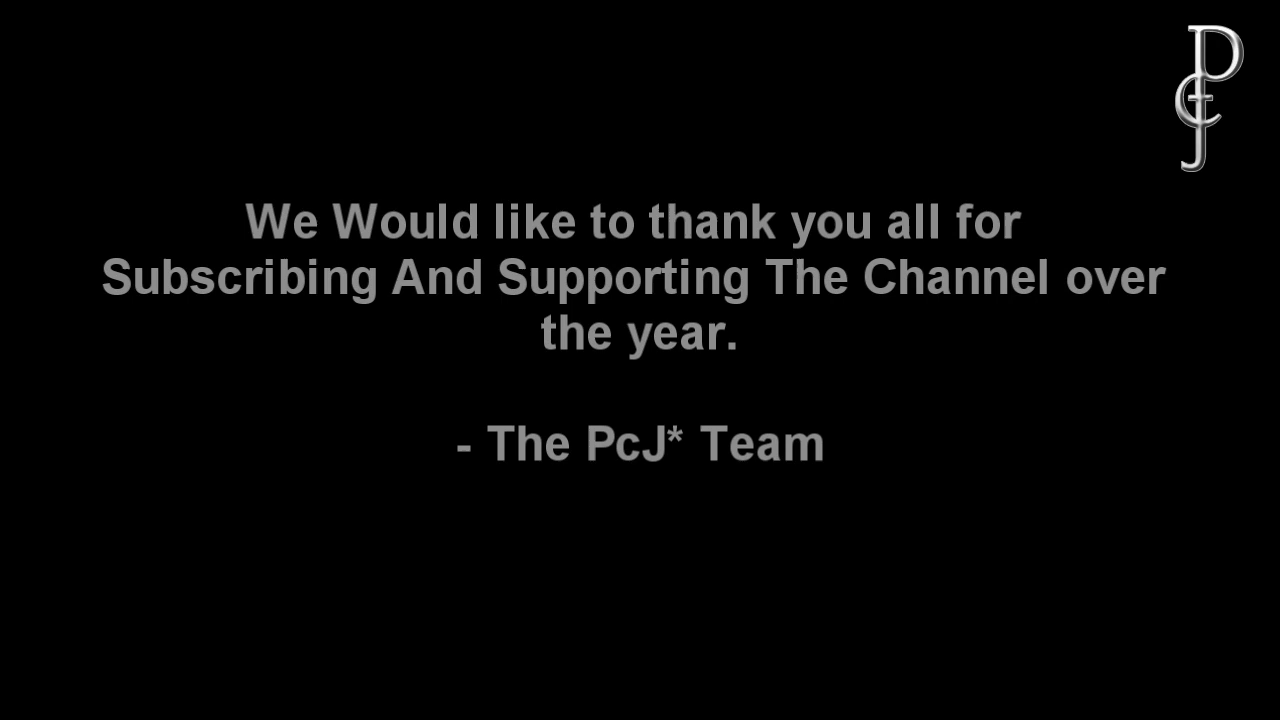 PcJ
We Would like to thank you all for
Subscribing And Supporting The Channel over
the year.
- The PcJ* Team